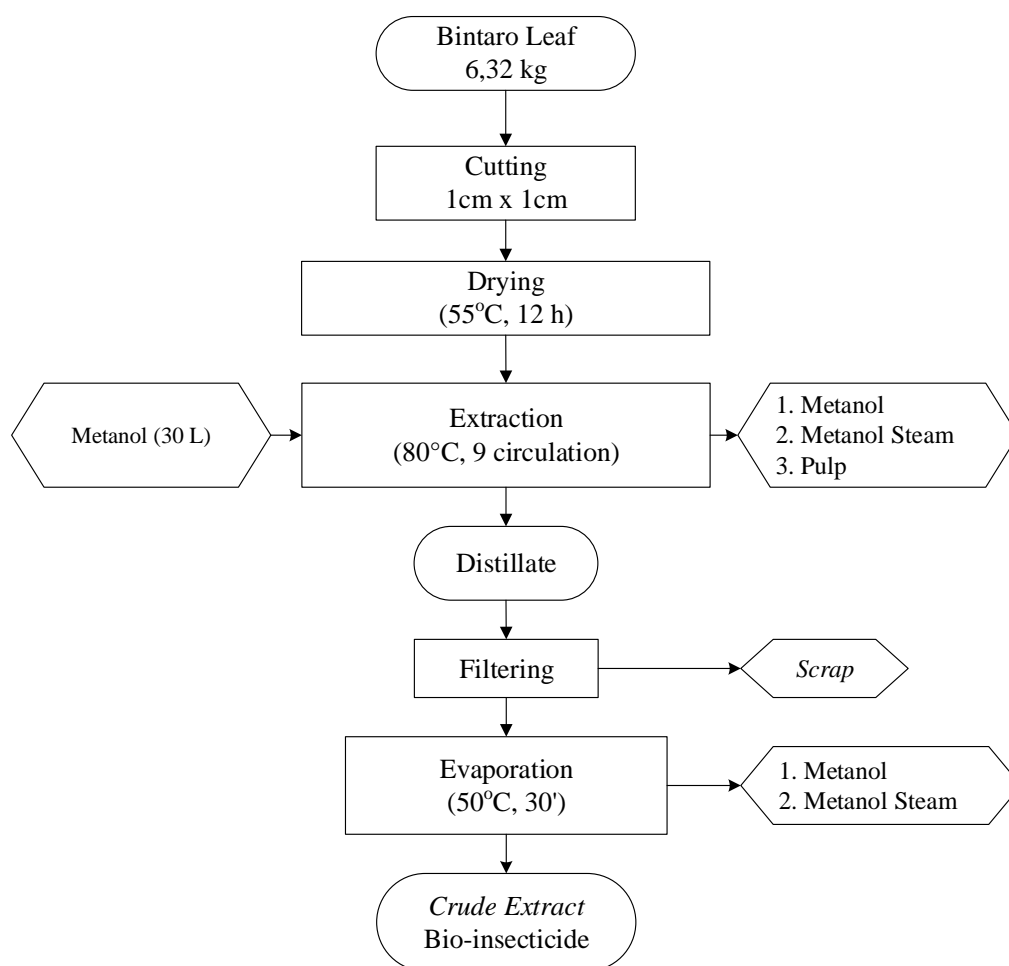 Bintaro Leaf
6,32 kg
Cutting
1cm x 1cm
Drying
(55°C, 12 h)
Metanol (30 L)
Extraction
(80°C, 9 circulation)
1. Metanol
2. Metanol Steam
3. Pulp
Distillate
Filtering
Scrap
Evaporation
(50°C, 30')
1. Metanol
2. Metanol Steam
Crude Extract
Bio-insecticide